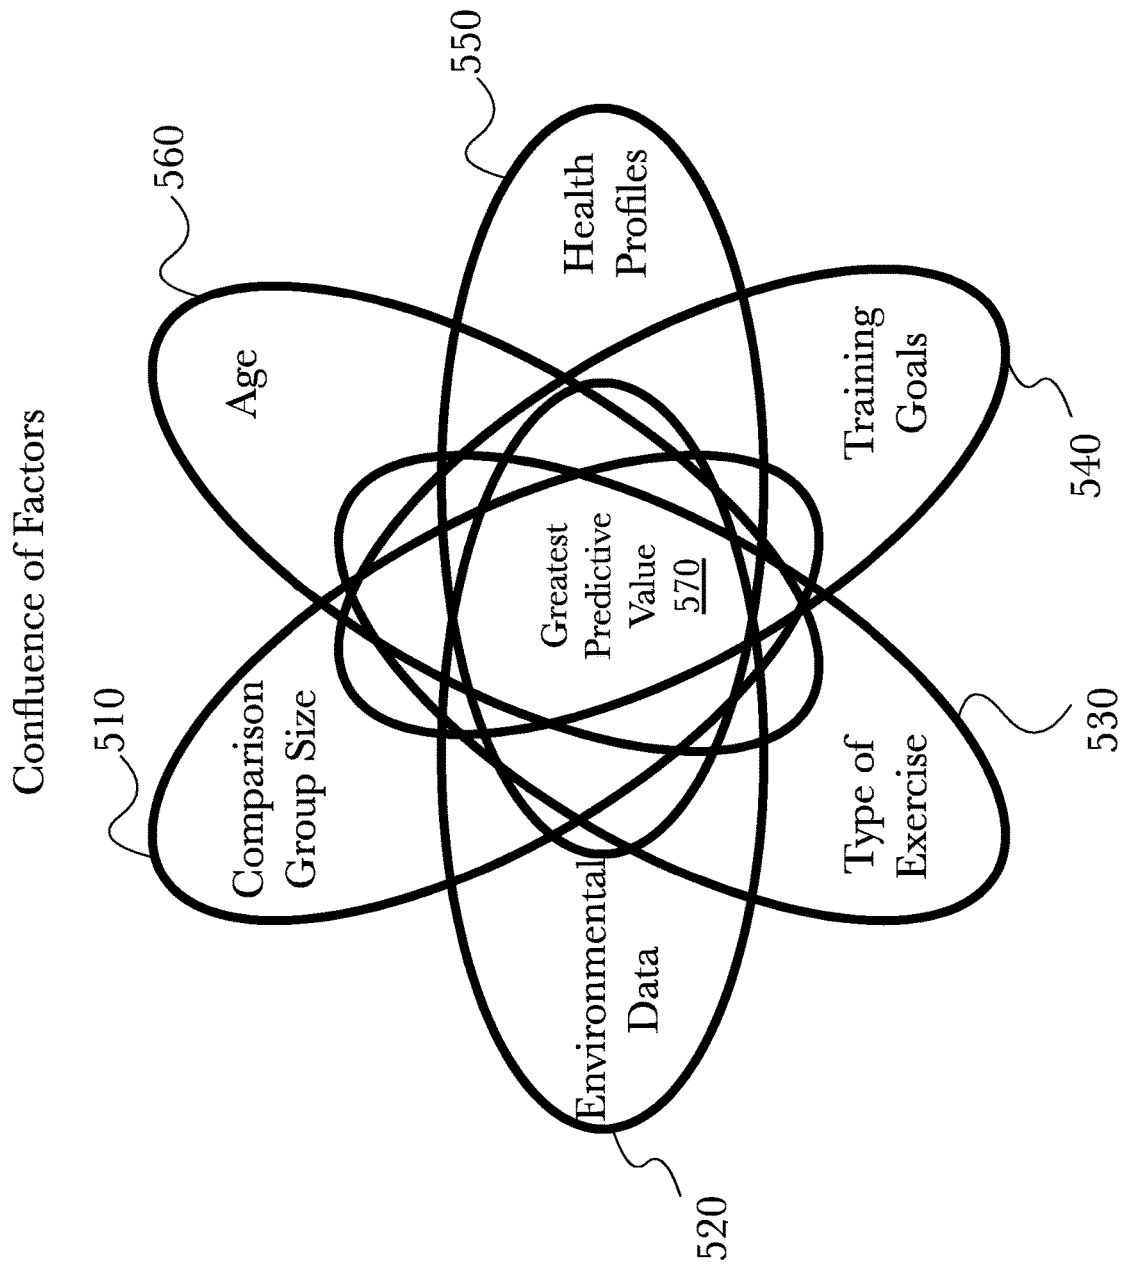 Confluence of Factors
510
560
Comparison
Group Size
Age
520
550
Environmental
Data
Greatest
Predictive
Value
570
Health
Profiles
Type of
Exercise
Training
Goals
530
540